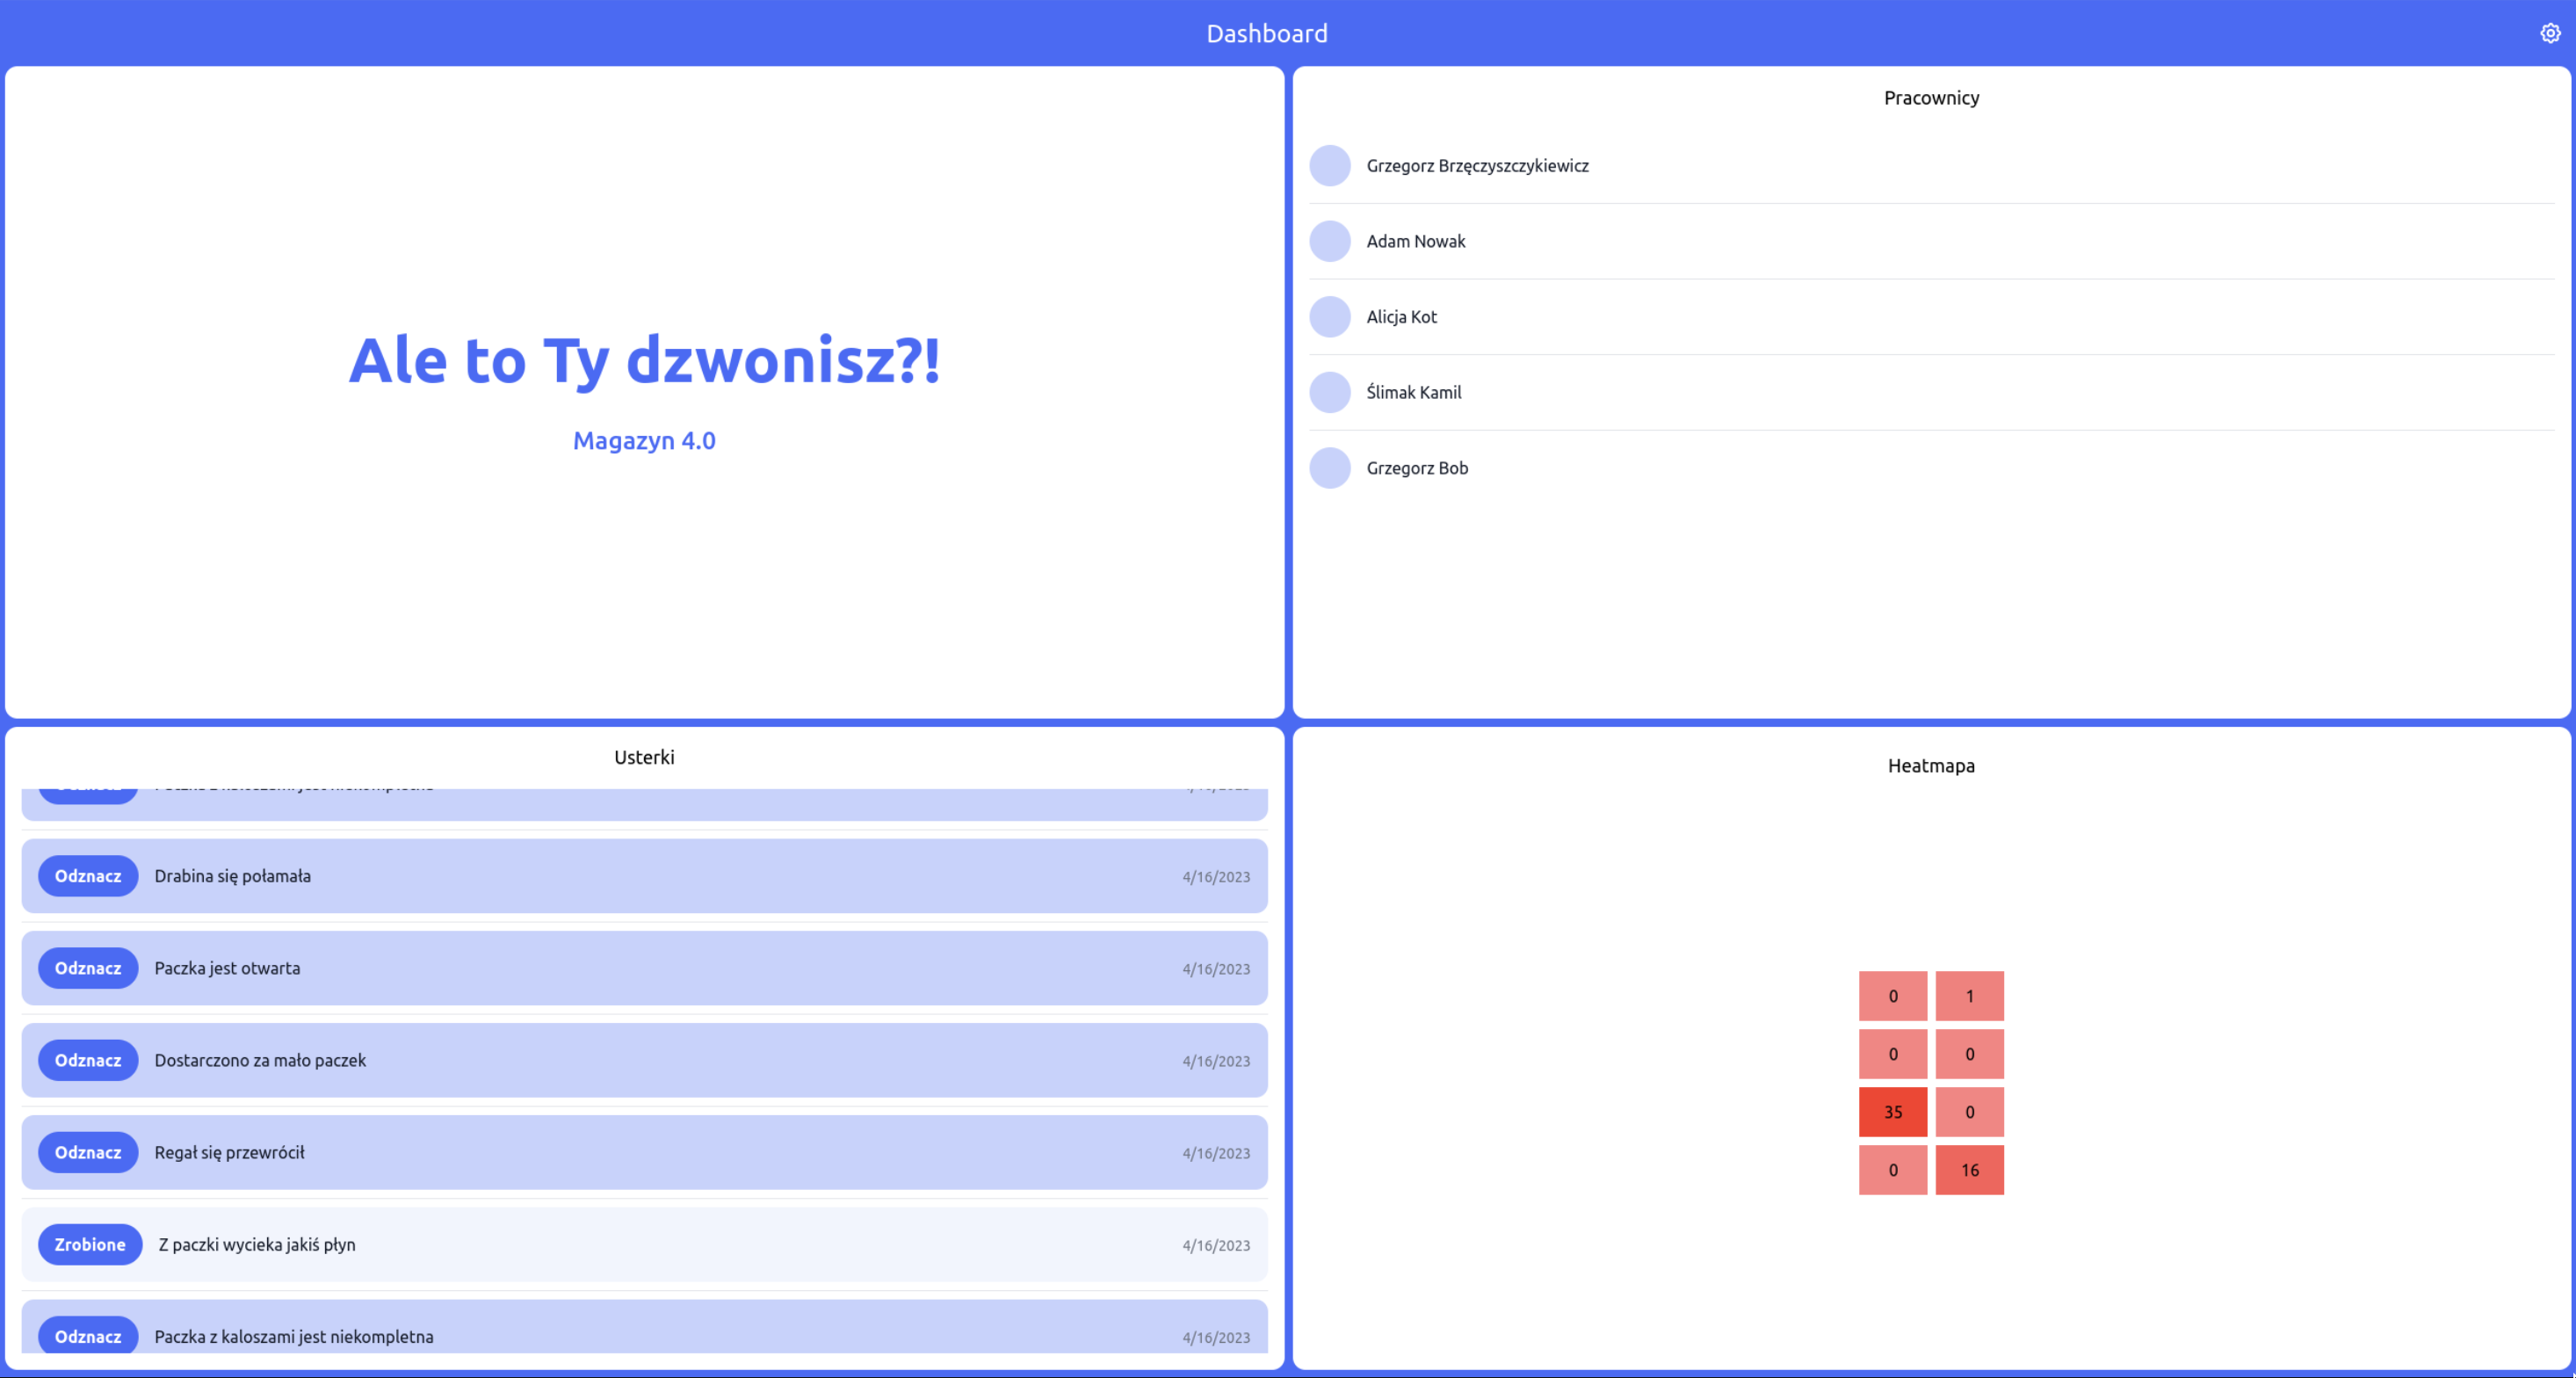 Dashboard
Ale to Ty dzwonisz?!
Magazyn 4.0
Pracownicy
Grzegorz Brzęczyszczykiewicz
Adam Nowak
Alicja Kot
Ślimak Kamil
Grzegorz Bob
Usterki
Odznacz Drabina się połamała 4/16/2023
Odznacz Paczka jest otwarta 4/16/2023
Odznacz Dostarczono za mało paczek 4/16/2023
Odznacz Regał się przewrócił 4/16/2023
Zrobione Z paczki wycieka jakiś płyn 4/16/2023
Odznacz Paczka z kaloszami jest niekompletna 4/16/2023
Heatmapa
0 1
0 0
35 0
0 16